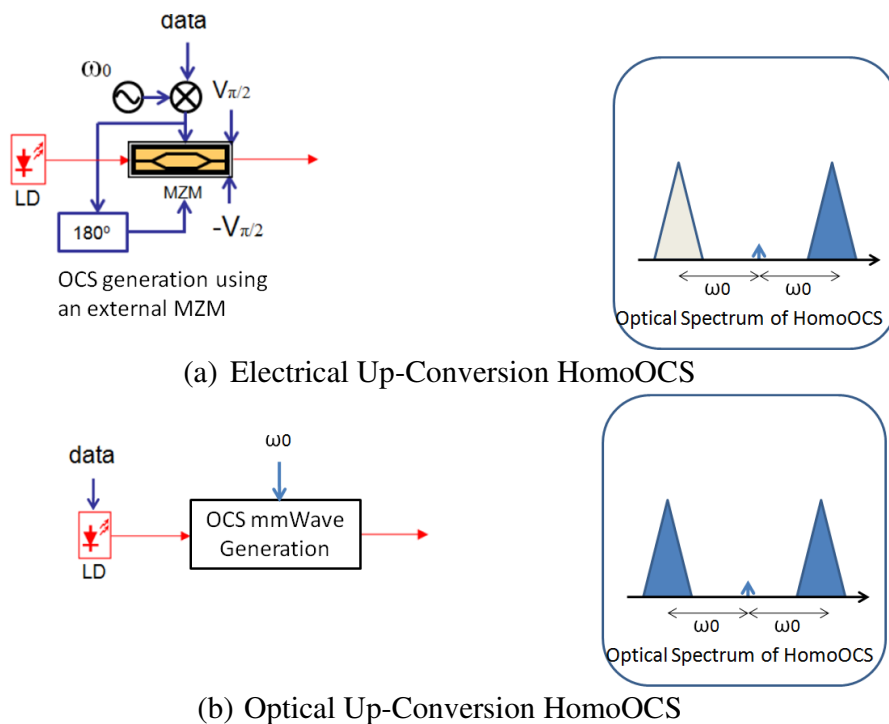 data
ω0
Vπ/2
LD
MZM
180º
-Vπ/2
OCS generation using
an external MZM
ω0 ω0
Optical Spectrum of HomoOCS
(a) Electrical Up-Conversion HomoOCS
ω0
data
OCS mmWave
Generation
LD
ω0 ω0
Optical Spectrum of HomoOCS
(b) Optical Up-Conversion HomoOCS